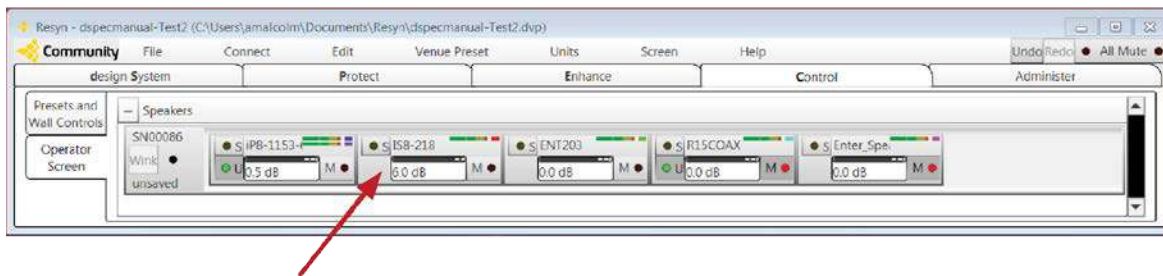 Resyn - dspecmanual-Test2 (C:\Users\amalcolm\Documents\Resyn\dspecmanual-Test2.dvp)
Community File Connect Edit Venue Preset Units Screen Help Undo Redo All Mute
design System Protect Enhance Control Administer
Presets and
Wall Controls
Operator
Screen
− Speakers
SN00086
Wink
unsaved
S iP8-1153- S IS8-218 S ENT203 S R15COAX S Enter_Spe
U 0.5 dB M 6.0 dB M 0.0 dB M U 0.0 dB M 0.0 dB M